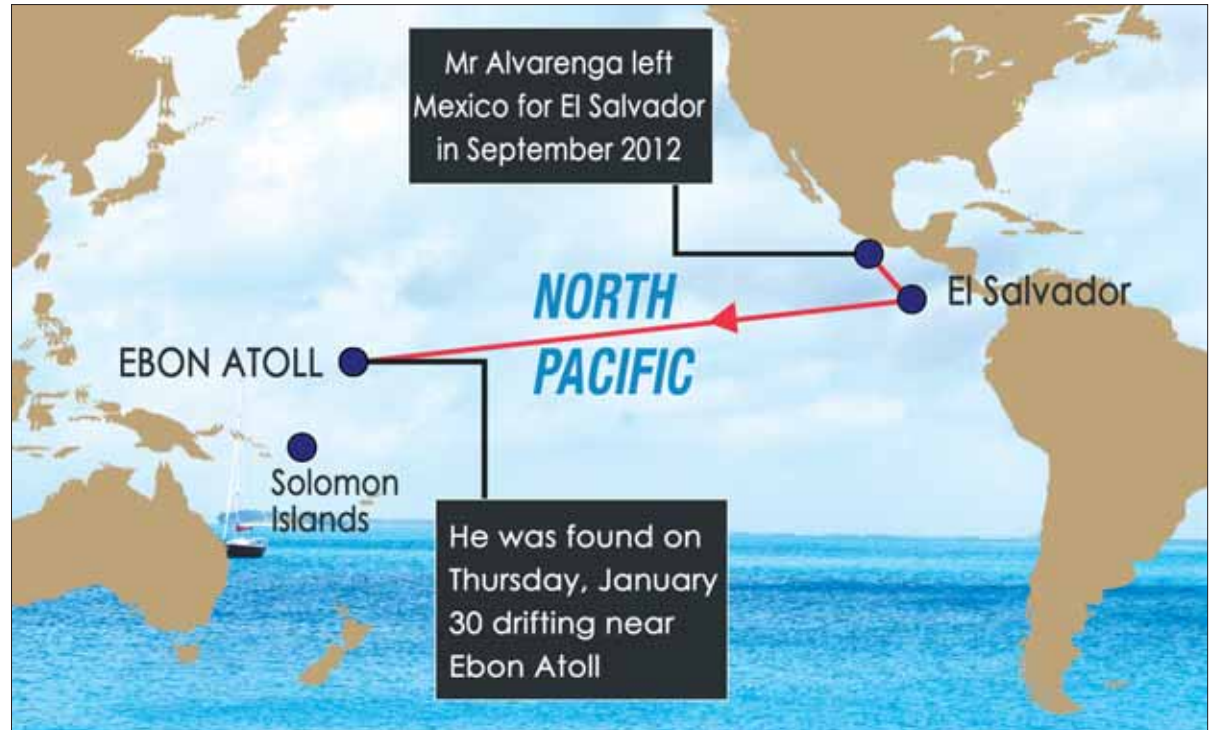 Mr Alvarenga left
Mexico for El Salvador
in September 2012
El Salvador
NORTH
PACIFIC
EBON ATOLL
Solomon
Islands
He was found on
Thursday, January
30 drifting near
Ebon Atoll